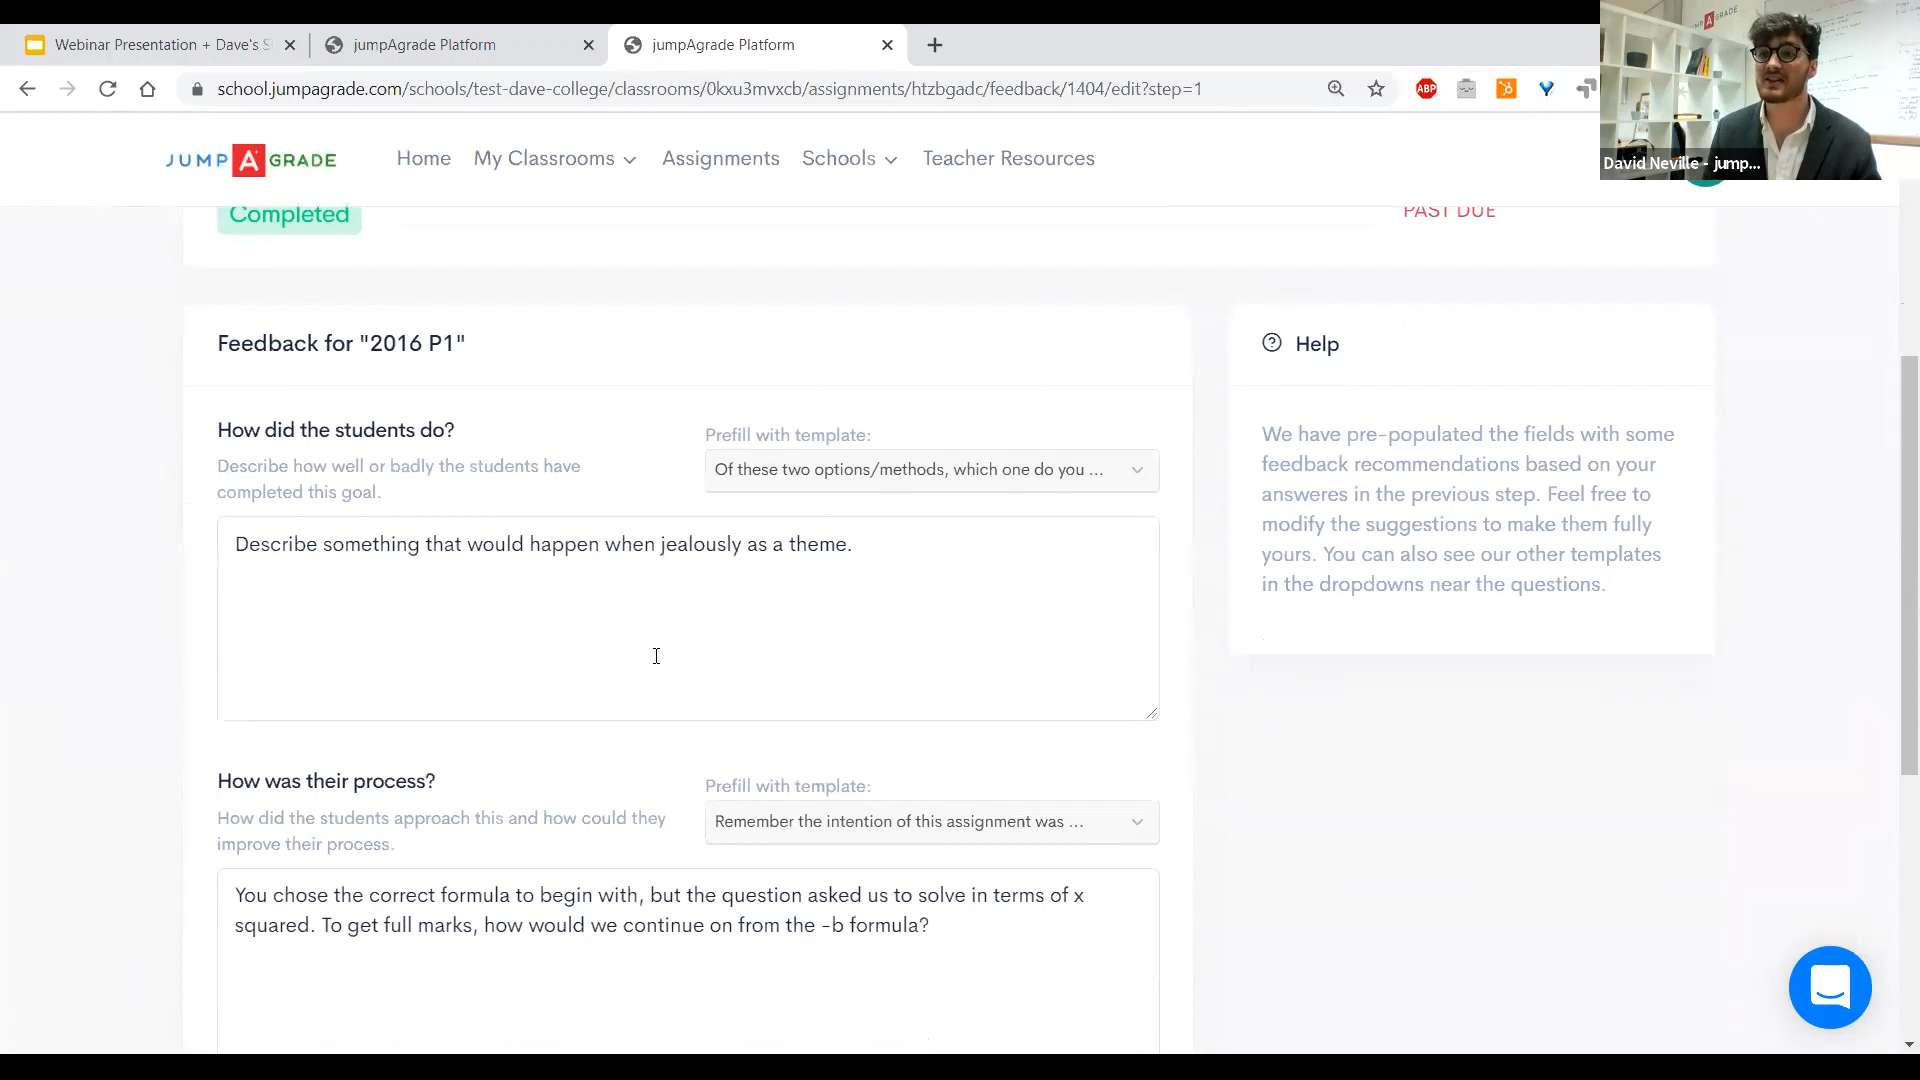 Webinar Presentation + Dave's S
jumpAgrade Platform
jumpAgrade Platform
school.jumpagrade.com/schools/test-dave-college/classrooms/0kxu3mvxcb/assignments/htzbgadc/feedback/1404/edit?step=1
ABP
JUMP A GRADE
David Neville - jump...
JUMP A+ GRADE
Home
My Classrooms
Assignments
Schools
Teacher Resources
Completed
PAST DUE
Feedback for "2016 P1"
Help
How did the students do?
Describe how well or badly the students have
completed this goal.
Prefill with template:
Of these two options/methods, which one do you ...
Describe something that would happen when jealously as a theme.
We have pre-populated the fields with some
feedback recommendations based on your
answeres in the previous step. Feel free to
modify the suggestions to make them fully
yours. You can also see our other templates
in the dropdowns near the questions.
How was their process?
How did the students approach this and how could they
improve their process.
Prefill with template:
Remember the intention of this assignment was ...
You chose the correct formula to begin with, but the question asked us to solve in terms of x
squared. To get full marks, how would we continue on from the -b formula?